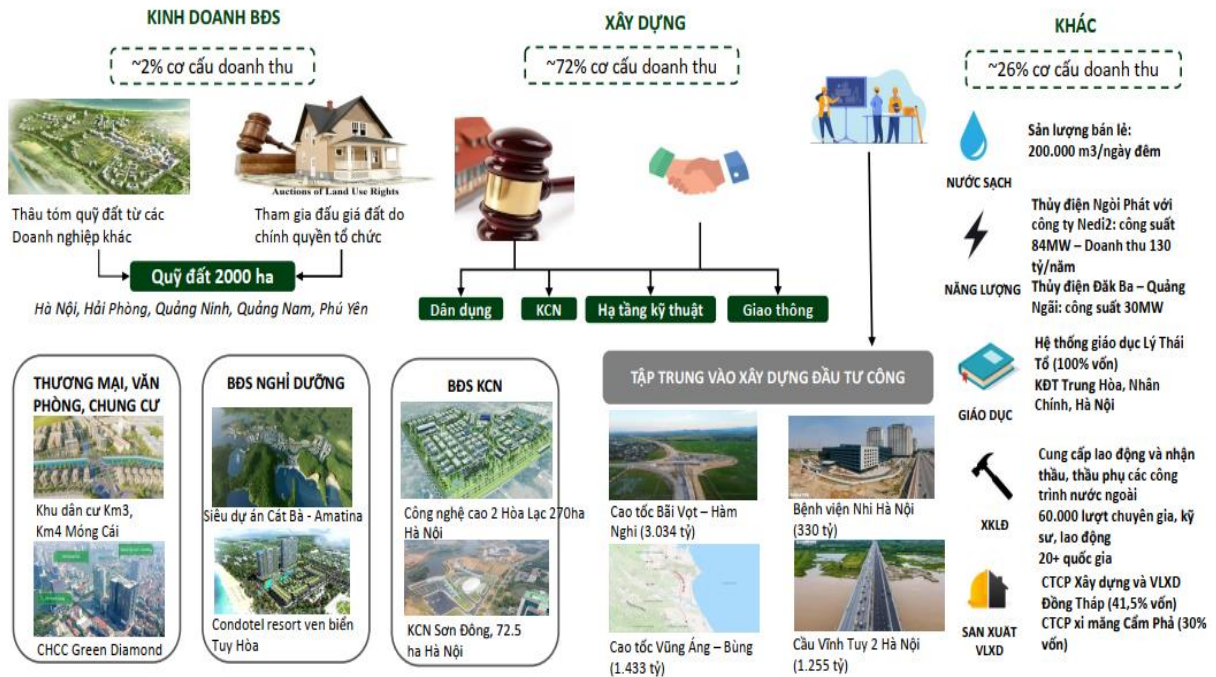 KINH DOANH BĐS
~2% cơ cấu doanh thu
Auctions of Land Use Rights
Thâu tóm quỹ đất từ các
Doanh nghiệp khác
Tham gia đấu giá đất do
chính quyền tổ chức
Quỹ đất 2000 ha
Hà Nội, Hải Phòng, Quảng Ninh, Quảng Nam, Phú Yên
THƯƠNG MẠI, VĂN
PHÒNG, CHUNG CƯ
Khu dân cư Km3,
Km4 Móng Cái
CHCC Green Diamond
BĐS NGHỈ DƯỠNG
Siêu dự án Cát Bà - Amatina
Condotel resort ven biển
Tuy Hòa
BĐS KCN
Công nghệ cao 2 Hòa Lạc 270ha
Hà Nội
KCN Sơn Đông, 72.5
ha Hà Nội
XÂY DỰNG
~72% cơ cấu doanh thu
Dân dụng
KCN
Hạ tầng kỹ thuật
Giao thông
TẬP TRUNG VÀO XÂY DỰNG ĐẦU TƯ CÔNG
Cao tốc Bãi Vọt – Hàm
Nghi (3.034 tỷ)
Bệnh viện Nhi Hà Nội
(330 tỷ)
Cao tốc Vũng Áng – Bùng
(1.433 tỷ)
Cầu Vĩnh Tuy 2 Hà Nội
(1.255 tỷ)
KHÁC
~26% cơ cấu doanh thu
NƯỚC SẠCH
Sản lượng bán lẻ:
200.000 m3/ngày đêm
NĂNG LƯỢNG
Thủy điện Ngòi Phát với
công ty Nedi2: công suất
84MW – Doanh thu 130
tỷ/năm
Thủy điện Đăk Ba – Quảng
Ngãi: công suất 30MW
GIÁO DỤC
Hệ thống giáo dục Lý Thái
Tổ (100% vốn)
KĐT Trung Hòa, Nhân
Chính, Hà Nội
XKLĐ
Cung cấp lao động và nhận
thầu, thầu phụ các công
trình nước ngoài
60.000 lượt chuyên gia, kỹ
sư, lao động
20+ quốc gia
SẢN XUẤT
VLXD
CTCP Xây dựng và VLXD
Đồng Tháp (41,5% vốn)
CTCP xi măng Cẩm Phả (30%
vốn)